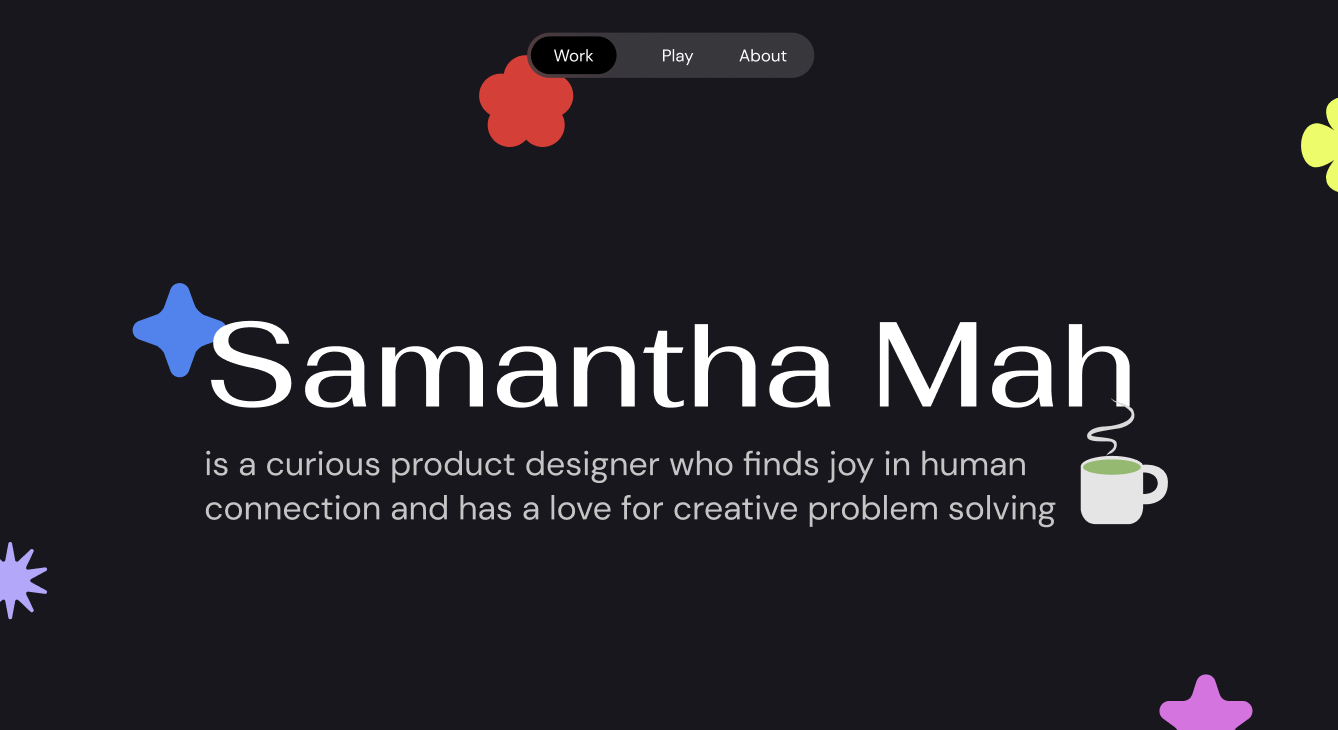 Work Play About
Samantha Mah
is a curious product designer who finds joy in human
connection and has a love for creative problem solving